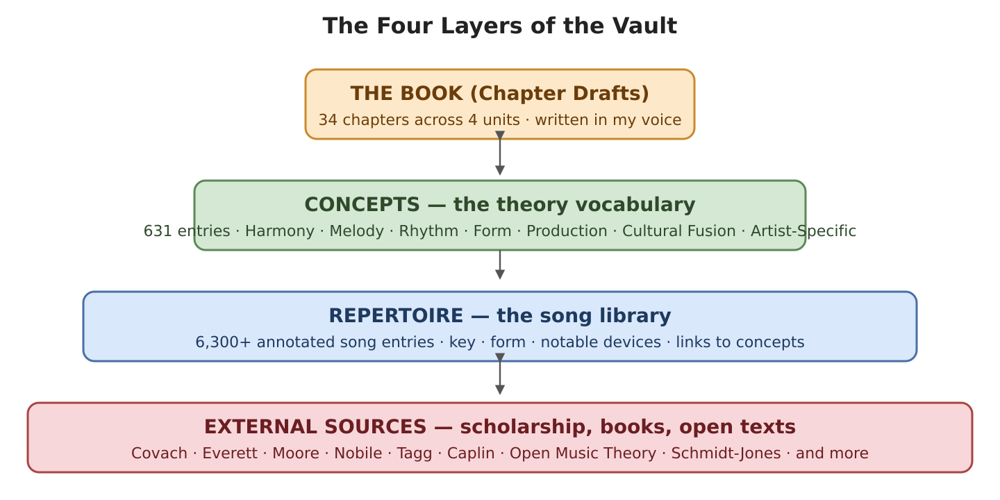 The Four Layers of the Vault
THE BOOK (Chapter Drafts)
34 chapters across 4 units · written in my voice
CONCEPTS — the theory vocabulary
631 entries · Harmony · Melody · Rhythm · Form · Production · Cultural Fusion · Artist-Specific
REPERTOIRE — the song library
6,300+ annotated song entries · key · form · notable devices · links to concepts
EXTERNAL SOURCES — scholarship, books, open texts
Covach · Everett · Moore · Nobile · Tagg · Caplin · Open Music Theory · Schmidt-Jones · and more